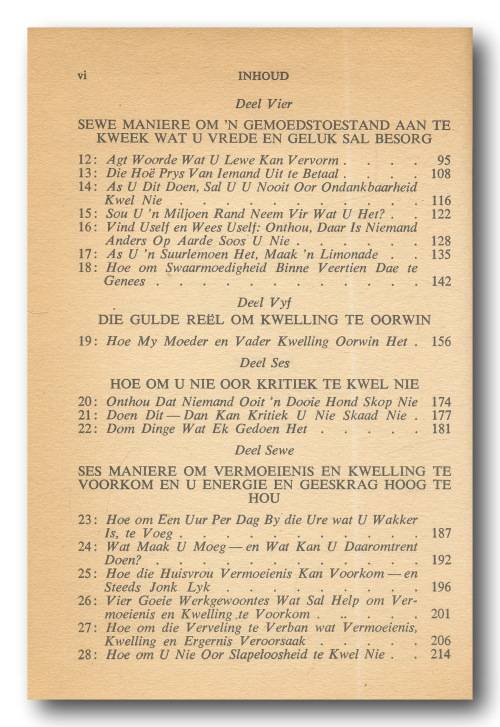 vi INHOUD
Deel Vier
SEWE MANIERE OM 'N GEMOEDSTOESTAND AAN TE
KWEEK WAT U VREDE EN GELUK SAL BESORG
12: Agt Woorde Wat U Lewe Kan Vervorm . . . . 95
13: Die Hoë Prys Van Iemand Uit te Betaal . . . . 108
14: As U Dit Doen, Sal U U Nooit Oor Ondankbaarheid
Kwel Nie . . . . . . . . . 116
15: Sou U 'n Miljoen Rand Neem Vir Wat U Het? . . 122
16: Vind Uself en Wees Uself: Onthou, Daar Is Niemand
Anders Op Aarde Soos U Nie . . . . . . 128
17: As U 'n Suurlemoen Het, Maak 'n Limonade . . 135
18: Hoe om Swaarmoedigheid Binne Veertien Dae te
Genees . . . . . . . . . . . 142
Deel Vyf
DIE GULDE REËL OM KWELLING TE OORWIN
19: Hoe My Moeder en Vader Kwelling Oorwin Het . 156
Deel Ses
HOE OM U NIE OOR KRITIEK TE KWEL NIE
20: Onthou Dat Niemand Ooit 'n Dooie Hond Skop Nie 174
21: Doen Dit — Dan Kan Kritiek U Nie Skaad Nie . 177
22: Dom Dinge Wat Ek Gedoen Het . . . . . 181
Deel Sewe
SES MANIERE OM VERMOEIENIS EN KWELLING TE
VOORKOM EN U ENERGIE EN GEESKRAG HOOG TE
HOU
23: Hoe om Een Uur Per Dag By die Ure wat U Wakker
Is, te Voeg . . . . . . . . . . 187
24: Wat Maak U Moeg — en Wat Kan U Daaromtrent
Doen? . . . . . . . . . . . 192
25: Hoe die Huisvrou Vermoeienis Kan Voorkom — en
Steeds Jonk Lyk . . . . . . . . 196
26: Vier Goeie Werkgewoontes Wat Sal Help om Ver-
moeienis en Kwelling te Voorkom . . . . . 201
27: Hoe om die Verveling te Verban wat Vermoeienis,
Kwelling en Ergernis Veroorsaak . . . . 206
28: Hoe om U Nie Oor Slapeloosheid te Kwel Nie . . 214